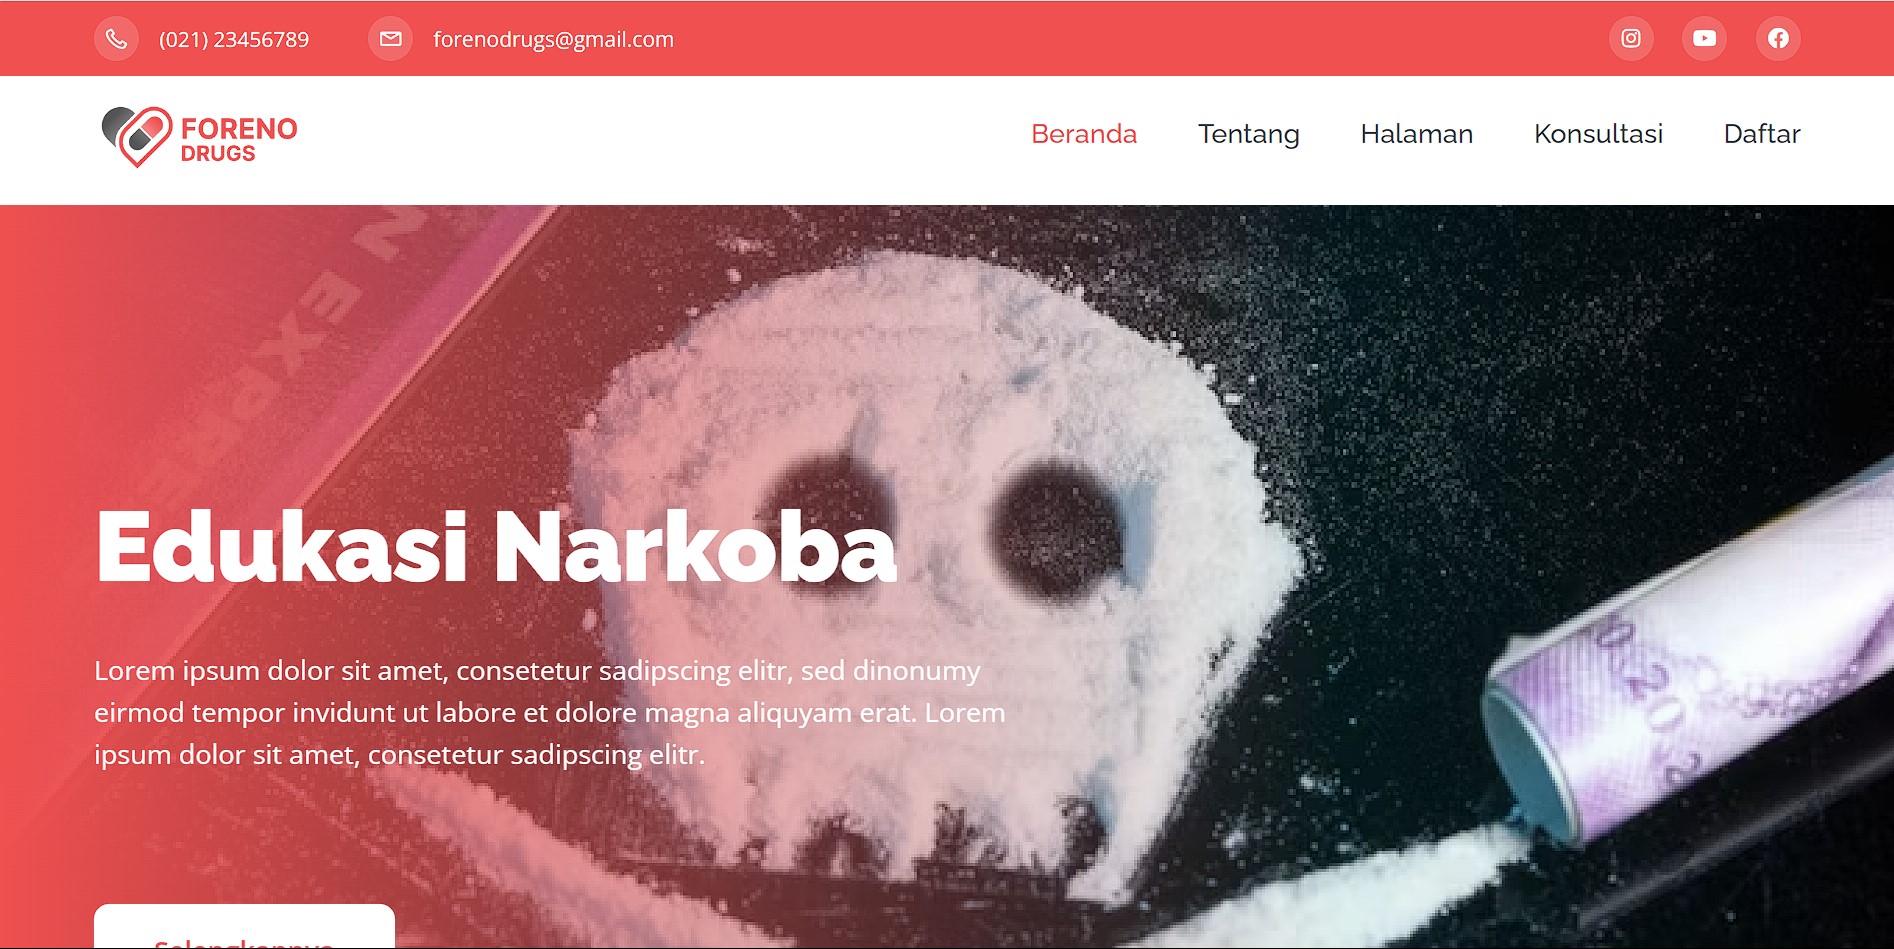 (021) 23456789
forenodrugs@gmail.com
FORENO
DRUGS
Beranda
Tentang
Halaman
Konsultasi
Daftar
Edukasi Narkoba
Lorem ipsum dolor sit amet, consetetur sadipscing elitr, sed dinonumy
eirmod tempor invidunt ut labore et dolore magna aliquyam erat. Lorem
ipsum dolor sit amet, consetetur sadipscing elitr.
Selengkapnya